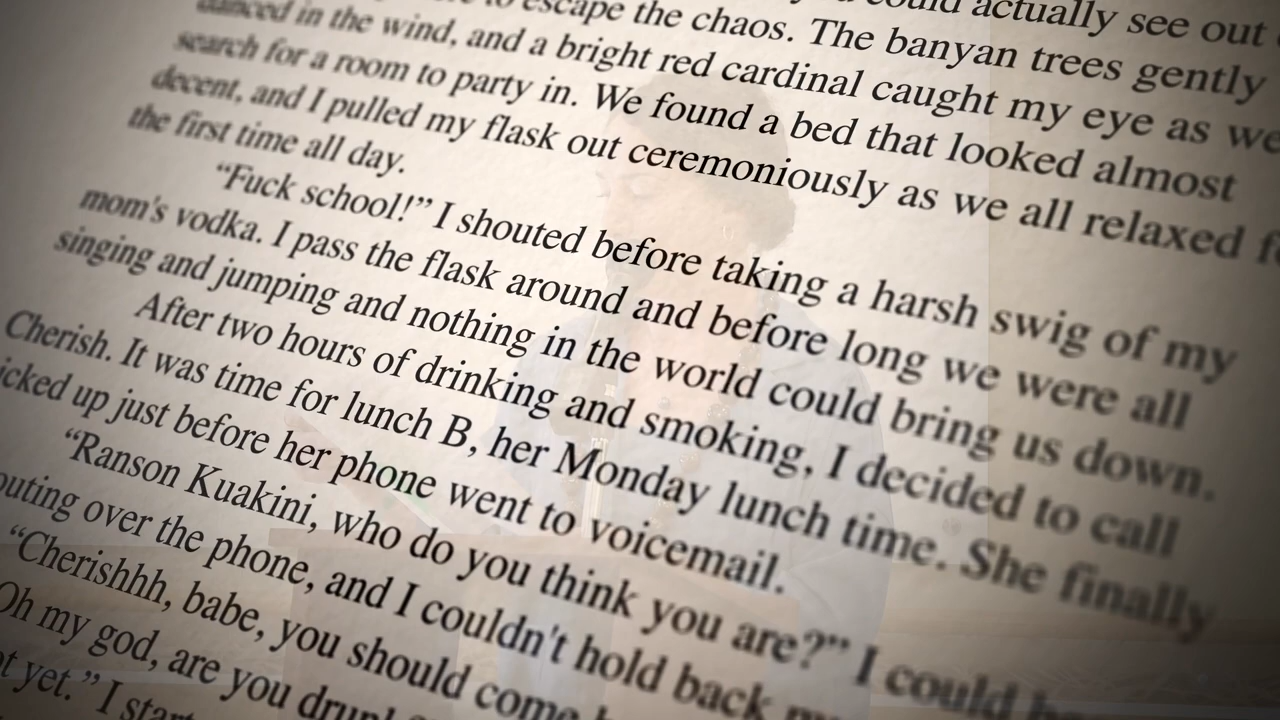 to escape the chaos. The banyan trees gently
could actually see out
danced in the wind, and a bright red cardinal caught my eye as we
search for a room to party in. We found a bed that looked almost
decent, and I pulled my flask out ceremoniously as we all relaxed
the first time all day.
“Fuck school!” I shouted before taking a harsh swig of my
mom's vodka. I pass the flask around and before long we were all
singing and jumping and nothing in the world could bring us down.
After two hours of drinking and smoking, I decided to call
Cherish. It was time for lunch B, her Monday lunch time. She finally
icked up just before her phone went to voicemail.
“Ranson Kuakini, who do you think you are?” I could
outing over the phone, and I couldn't hold back
“Cherishhh, babe, you should come
Oh my god, are you
t yet.” I